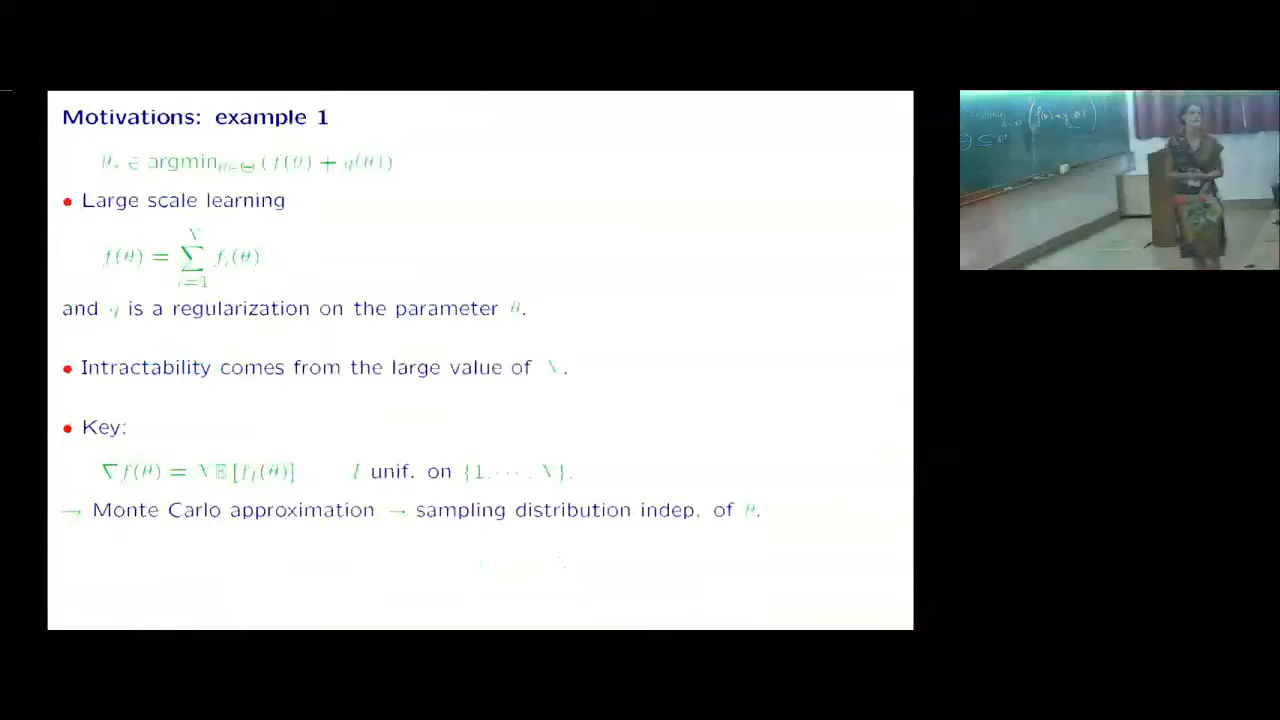 Motivations: example 1
θ⋆ ∈ argmin_{θ∈Θ} (f(θ) + g(θ))
• Large scale learning
f(θ) = ∑_{i=1}^{N} f_i(θ)
and g is a regularization on the parameter θ.
• Intractability comes from the large value of N.
• Key:
∇f(θ) = N 𝔼[f_I(θ)] I unif. on {1, ⋯ , N}.
→ Monte Carlo approximation → sampling distribution indep. of θ.